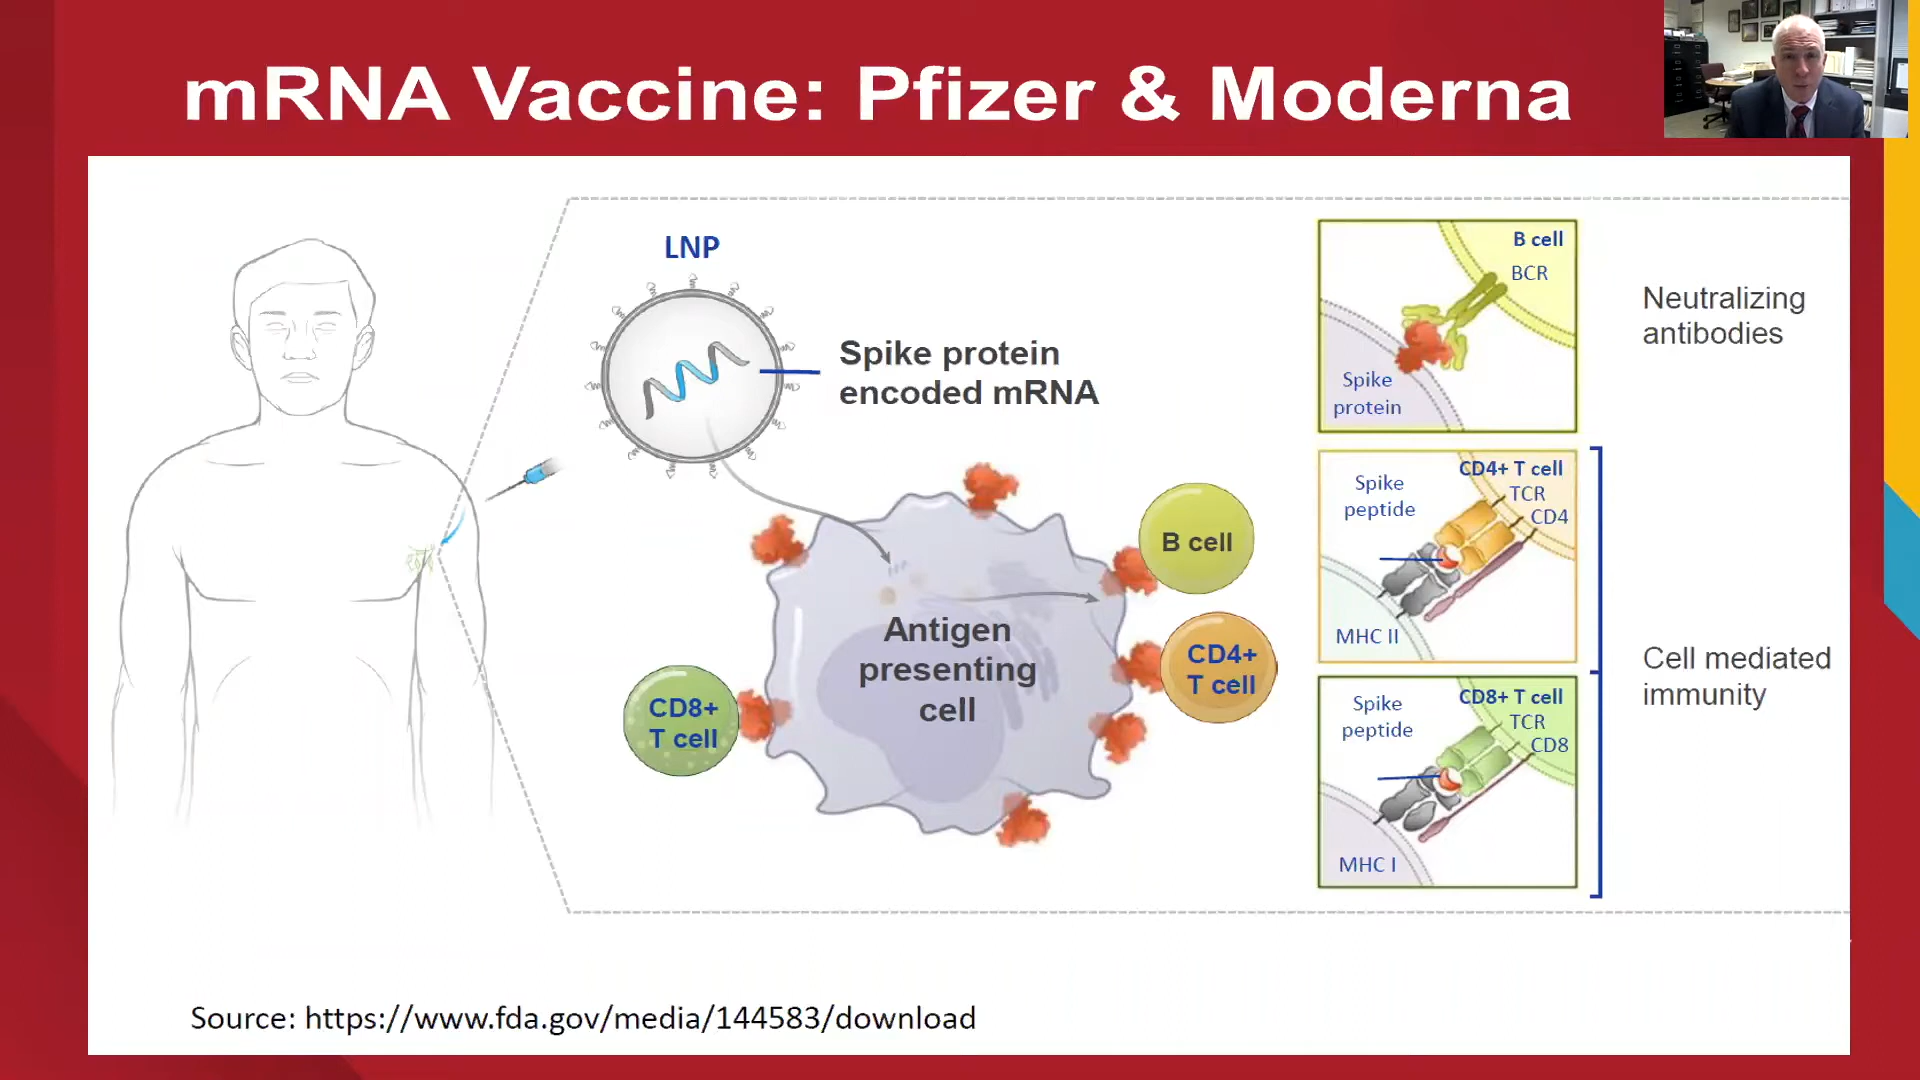 mRNA Vaccine: Pfizer & Moderna
LNP
Spike protein
encoded mRNA
Antigen
presenting
cell
B cell
CD4+
T cell
CD8+
T cell
B cell
BCR
Spike
protein
Neutralizing
antibodies
CD4+ T cell
TCR
CD4
Spike
peptide
MHC II
CD8+ T cell
TCR
CD8
Spike
peptide
MHC I
Cell mediated
immunity
Source: https://www.fda.gov/media/144583/download